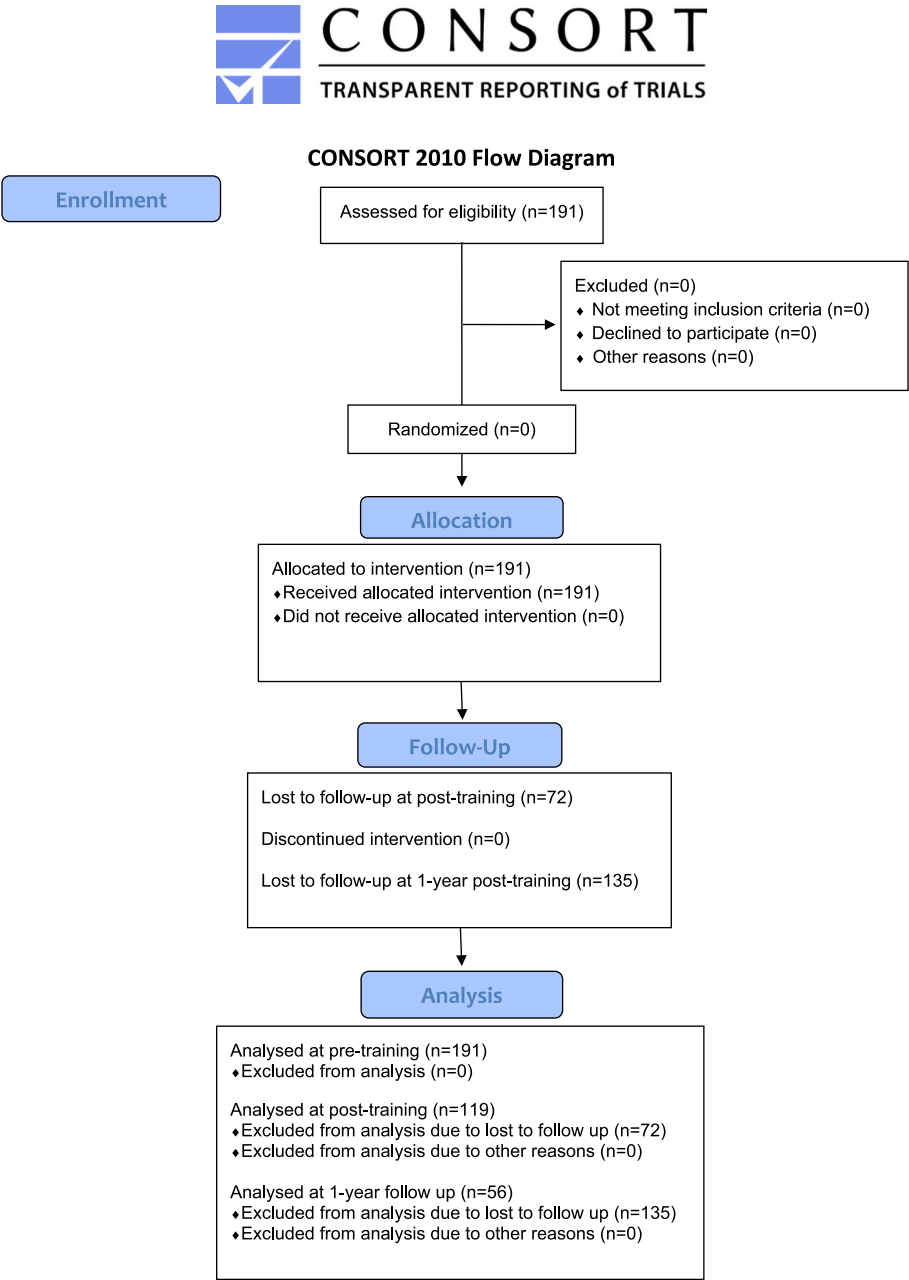 CONSORT
TRANSPARENT REPORTING of TRIALS
CONSORT 2010 Flow Diagram
Enrollment
Assessed for eligibility (n=191)
Excluded (n=0)
♦ Not meeting inclusion criteria (n=0)
♦ Declined to participate (n=0)
♦ Other reasons (n=0)
Randomized (n=0)
Allocation
Allocated to intervention (n=191)
♦Received allocated intervention (n=191)
♦Did not receive allocated intervention (n=0)
Follow-Up
Lost to follow-up at post-training (n=72)
Discontinued intervention (n=0)
Lost to follow-up at 1-year post-training (n=135)
Analysis
Analysed at pre-training (n=191)
♦Excluded from analysis (n=0)
Analysed at post-training (n=119)
♦Excluded from analysis due to lost to follow up (n=72)
♦Excluded from analysis due to other reasons (n=0)
Analysed at 1-year follow up (n=56)
♦Excluded from analysis due to lost to follow up (n=135)
♦Excluded from analysis due to other reasons (n=0)